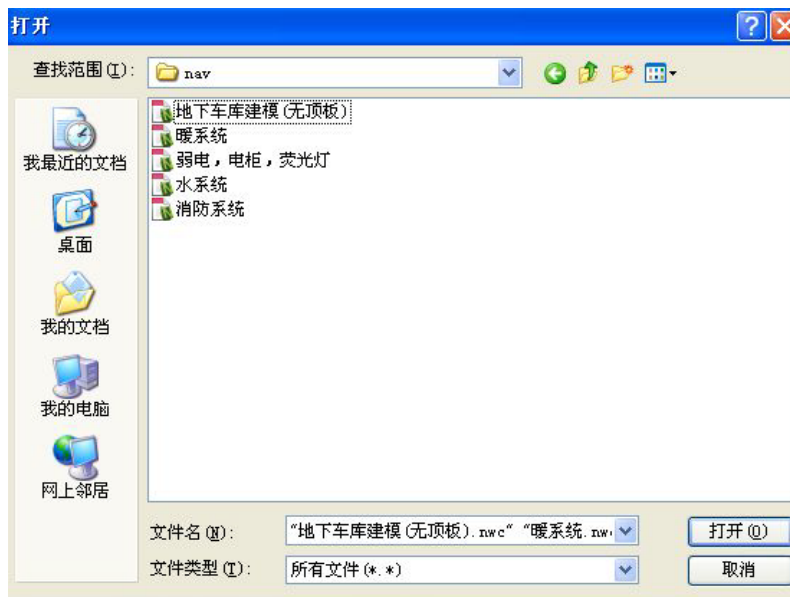 打开
查找范围(I):
nav
我最近的文档
桌面
我的文档
我的电脑
网上邻居
地下车库建模(无顶板)
暖系统
弱电，电柜，荧光灯
水系统
消防系统
文件名(N):
“地下车库建模(无顶板).nwc“ “暖系统.nw
打开(O)
文件类型(T):
所有文件(*.*)
取消